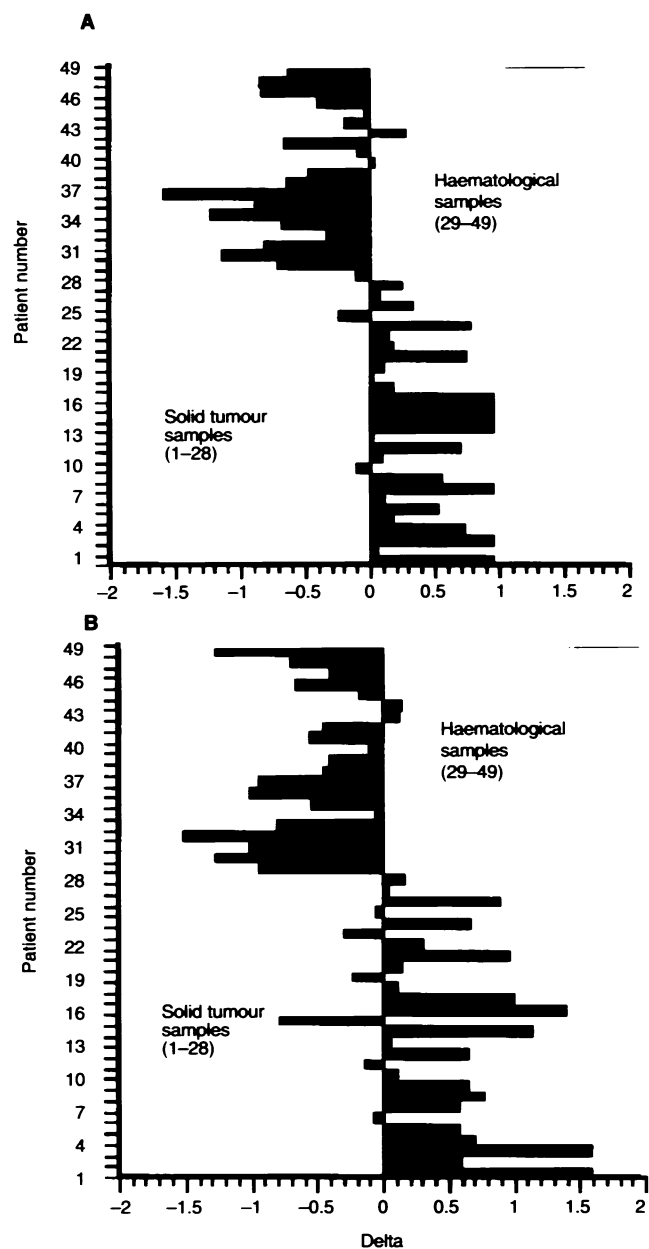 A
49
46
43
40
37
34
31
28
25
22
19
16
13
10
7
4
1
Patient number
Haematological
samples
(29–49)
Solid tumour
samples
(1–28)
−2 −1.5 −1 −0.5 0 0.5 1 1.5 2
B
49
46
43
40
37
34
31
28
25
22
19
16
13
10
7
4
1
Patient number
Haematological
samples
(29–49)
Solid tumour
samples
(1–28)
−2 −1.5 −1 −0.5 0 0.5 1 1.5 2
Delta